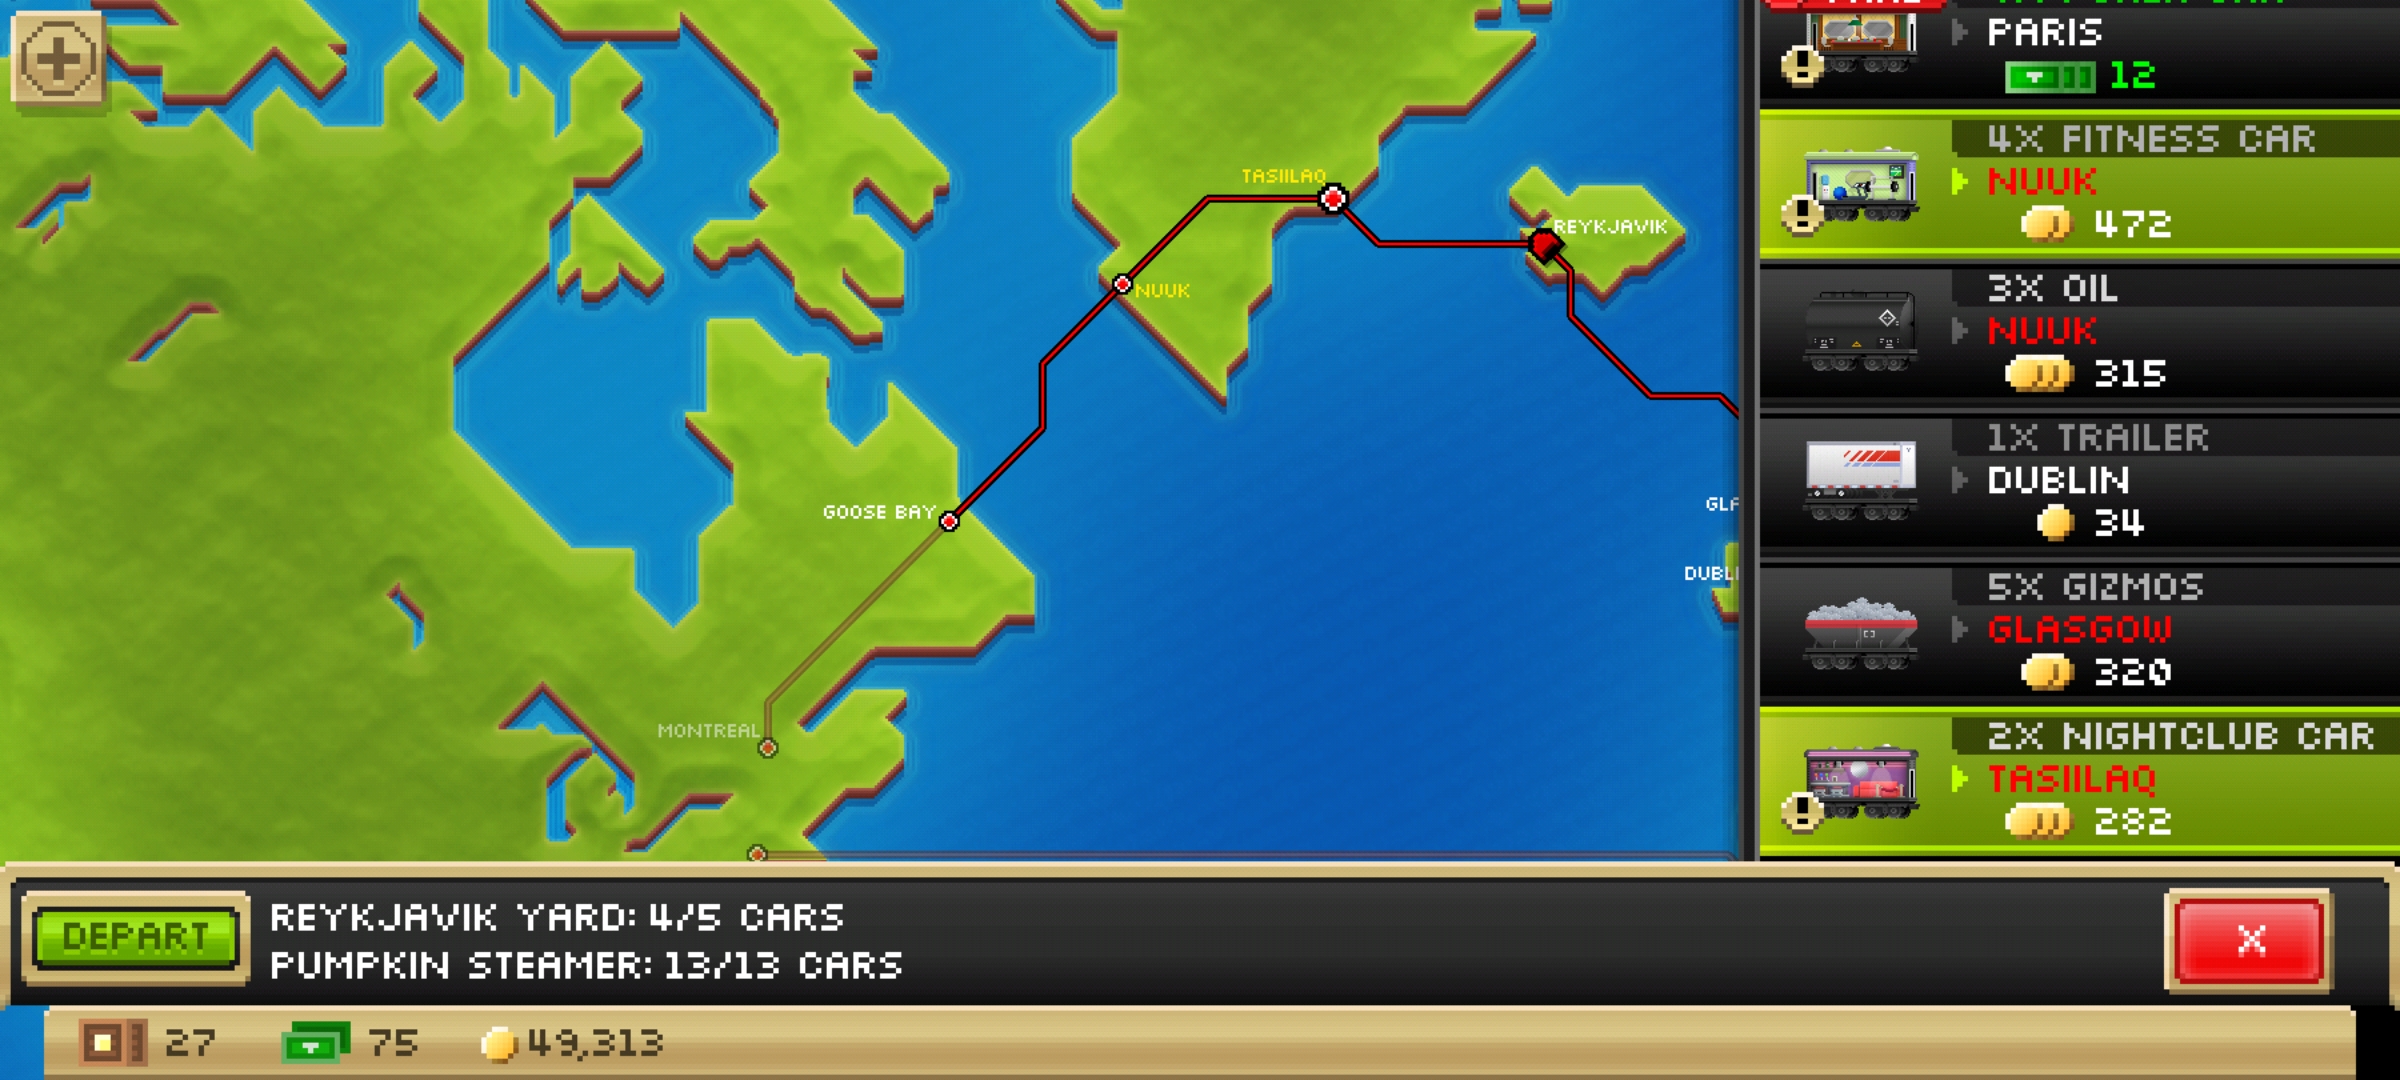 PARIS
12
4X FITNESS CAR
NUUK
472
3X OIL
NUUK
315
1X TRAILER
DUBLIN
34
5X GIZMOS
GLASGOW
320
2X NIGHTCLUB CAR
TASIILAQ
282
TASIILAQ
REYKJAVIK
NUUK
GOOSE BAY
GLA
DUBLI
MONTREAL
DEPART
REYKJAVIK YARD: 4/5 CARS
PUMPKIN STEAMER: 13/13 CARS
X
27
75
49,313